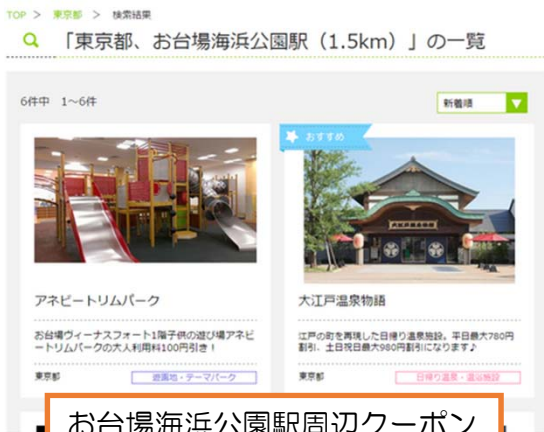 TOP > 東京都 > 検索結果
「東京都、お台場海浜公園駅（1.5km）」の一覧
6件中 1～6件
新着順
おすすめ
大江戸温泉物語
アネビートリムパーク
大江戸温泉物語
お台場ヴィーナスフォート1階子供の遊び場アネビ
ートリムパークの大人利用料100円引き！
江戸の町を再現した日帰り温泉施設。平日最大780円
割引、土日祝日最大980円割引になります♪
東京都
遊園地・テーマパーク
東京都
日帰り温泉・温浴施設
お台場海浜公園駅周辺クーポン